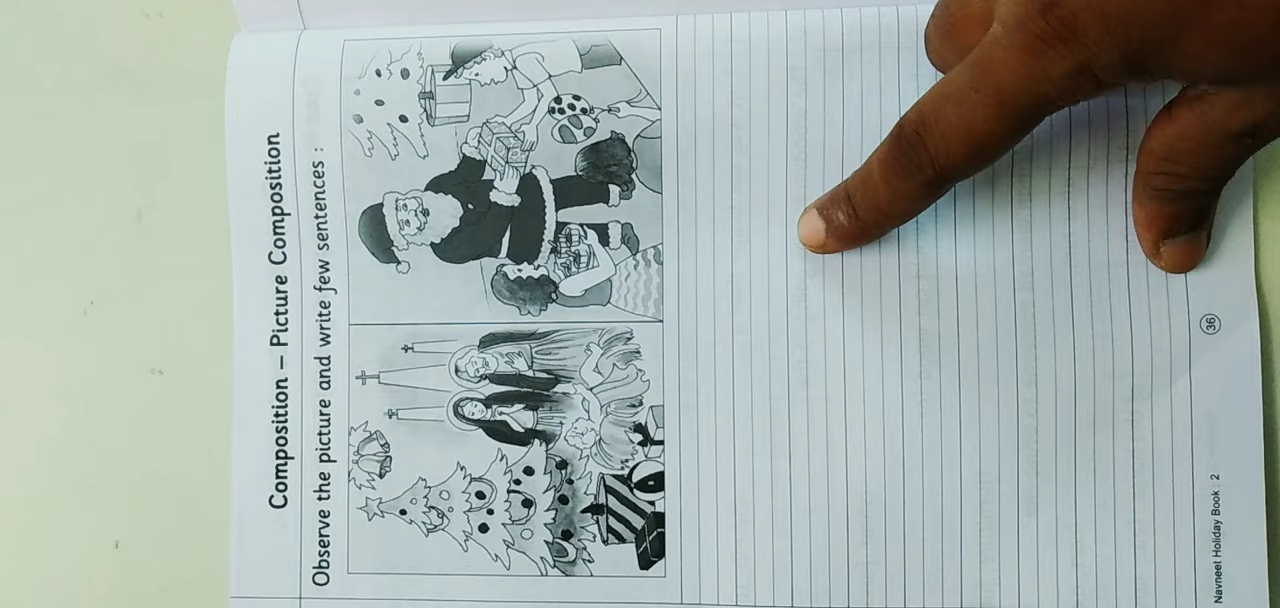 Composition – Picture Composition
Observe the picture and write few sentences :
Navneet Holiday Book : 2
36